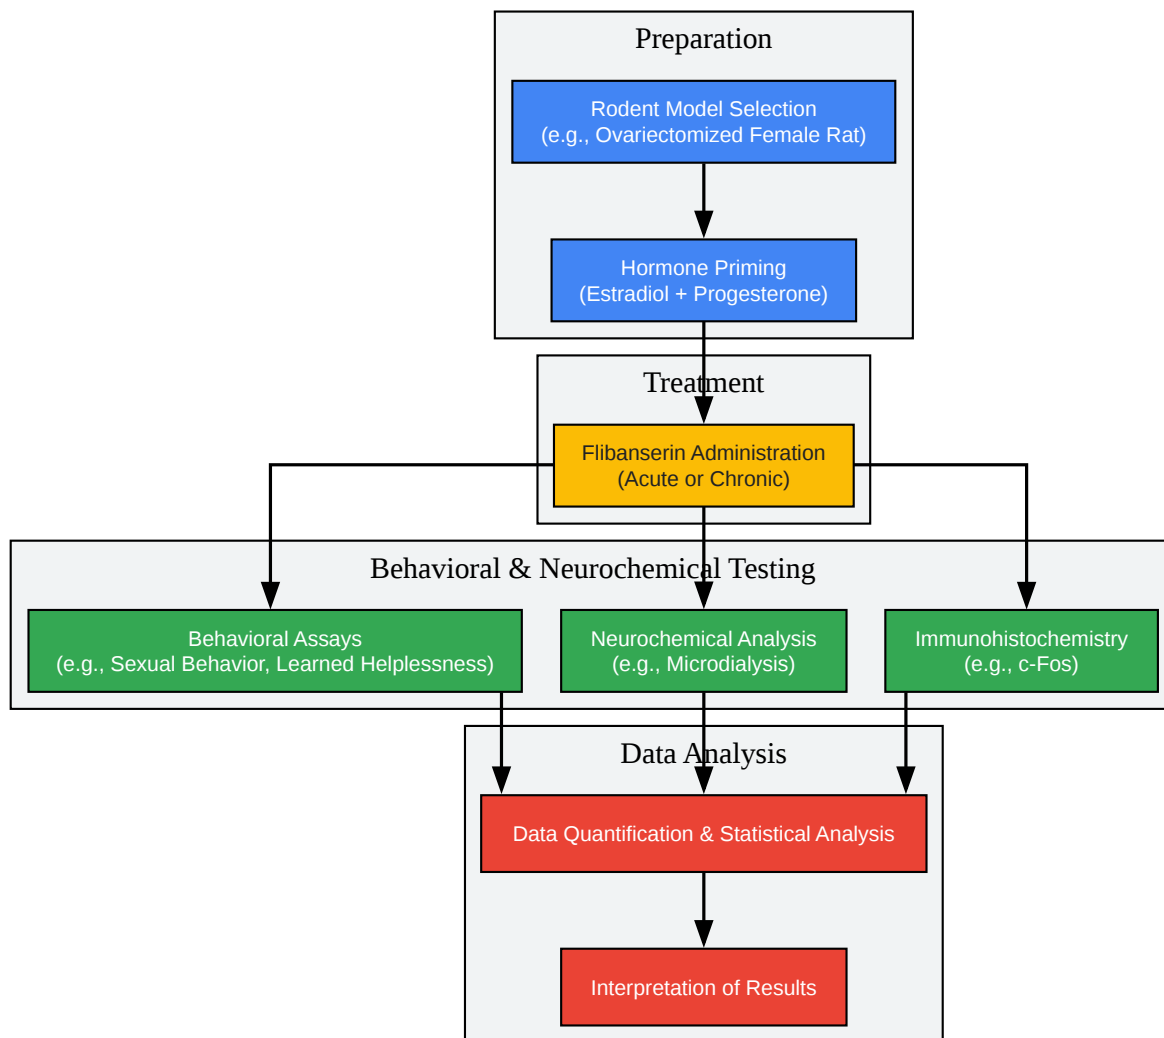 Preparation
Rodent Model Selection
(e.g., Ovariectomized Female Rat)
Hormone Priming
(Estradiol + Progesterone)
Treatment
Flibanserin Administration
(Acute or Chronic)
Behavioral & Neurochemical Testing
Behavioral Assays
(e.g., Sexual Behavior, Learned Helplessness)
Neurochemical Analysis
(e.g., Microdialysis)
Immunohistochemistry
(e.g., c-Fos)
Data Analysis
Data Quantification & Statistical Analysis
Interpretation of Results